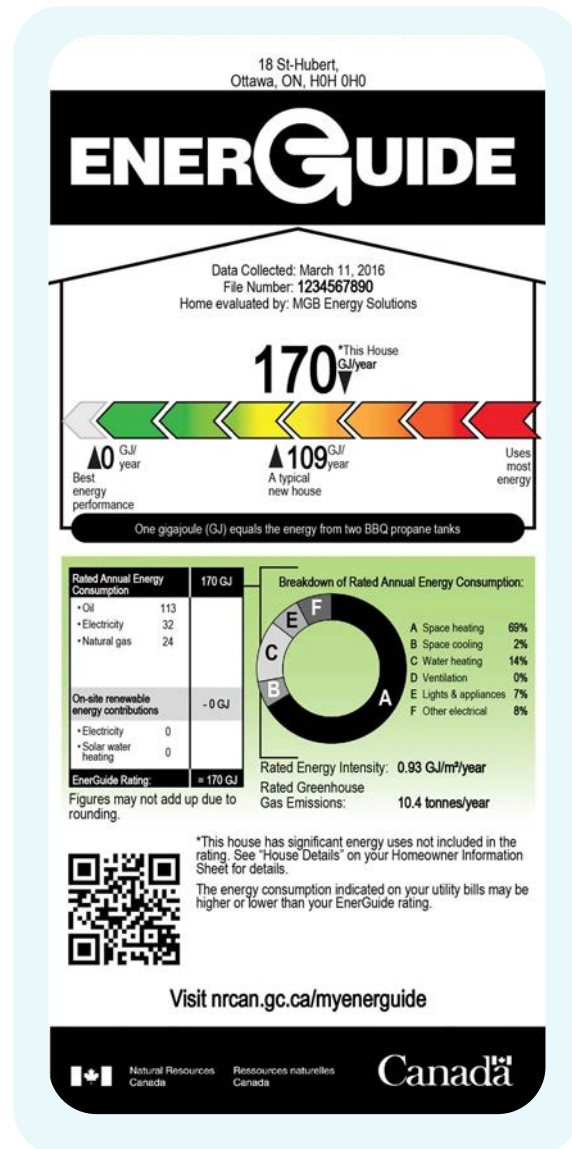 18 St-Hubert,
Ottawa, ON, H0H 0H0
ENERGUIDE
Data Collected: March 11, 2016
File Number: 1234567890
Home evaluated by: MGB Energy Solutions
170
*This House
GJ/year
0 GJ/
year
Best
energy
performance
109 GJ/
year
A typical
new house
Uses
most
energy
One gigajoule (GJ) equals the energy from two BBQ propane tanks
Rated Annual Energy
Consumption
170 GJ
• Oil 113
• Electricity 32
• Natural gas 24
On-site renewable
energy contributions
- 0 GJ
• Electricity 0
• Solar water
heating 0
EnerGuide Rating: = 170 GJ
Figures may not add up due to
rounding.
Breakdown of Rated Annual Energy Consumption:
F
E
C
B
A
A Space heating 69%
B Space cooling 2%
C Water heating 14%
D Ventilation 0%
E Lights & appliances 7%
F Other electrical 8%
Rated Energy Intensity: 0.93 GJ/m²/year
Rated Greenhouse
Gas Emissions: 10.4 tonnes/year
*This house has significant energy uses not included in the
rating. See "House Details" on your Homeowner Information
Sheet for details.
The energy consumption indicated on your utility bills may be
higher or lower than your EnerGuide rating.
Visit nrcan.gc.ca/myenerguide
Natural Resources
Canada
Ressources naturelles
Canada
Canada